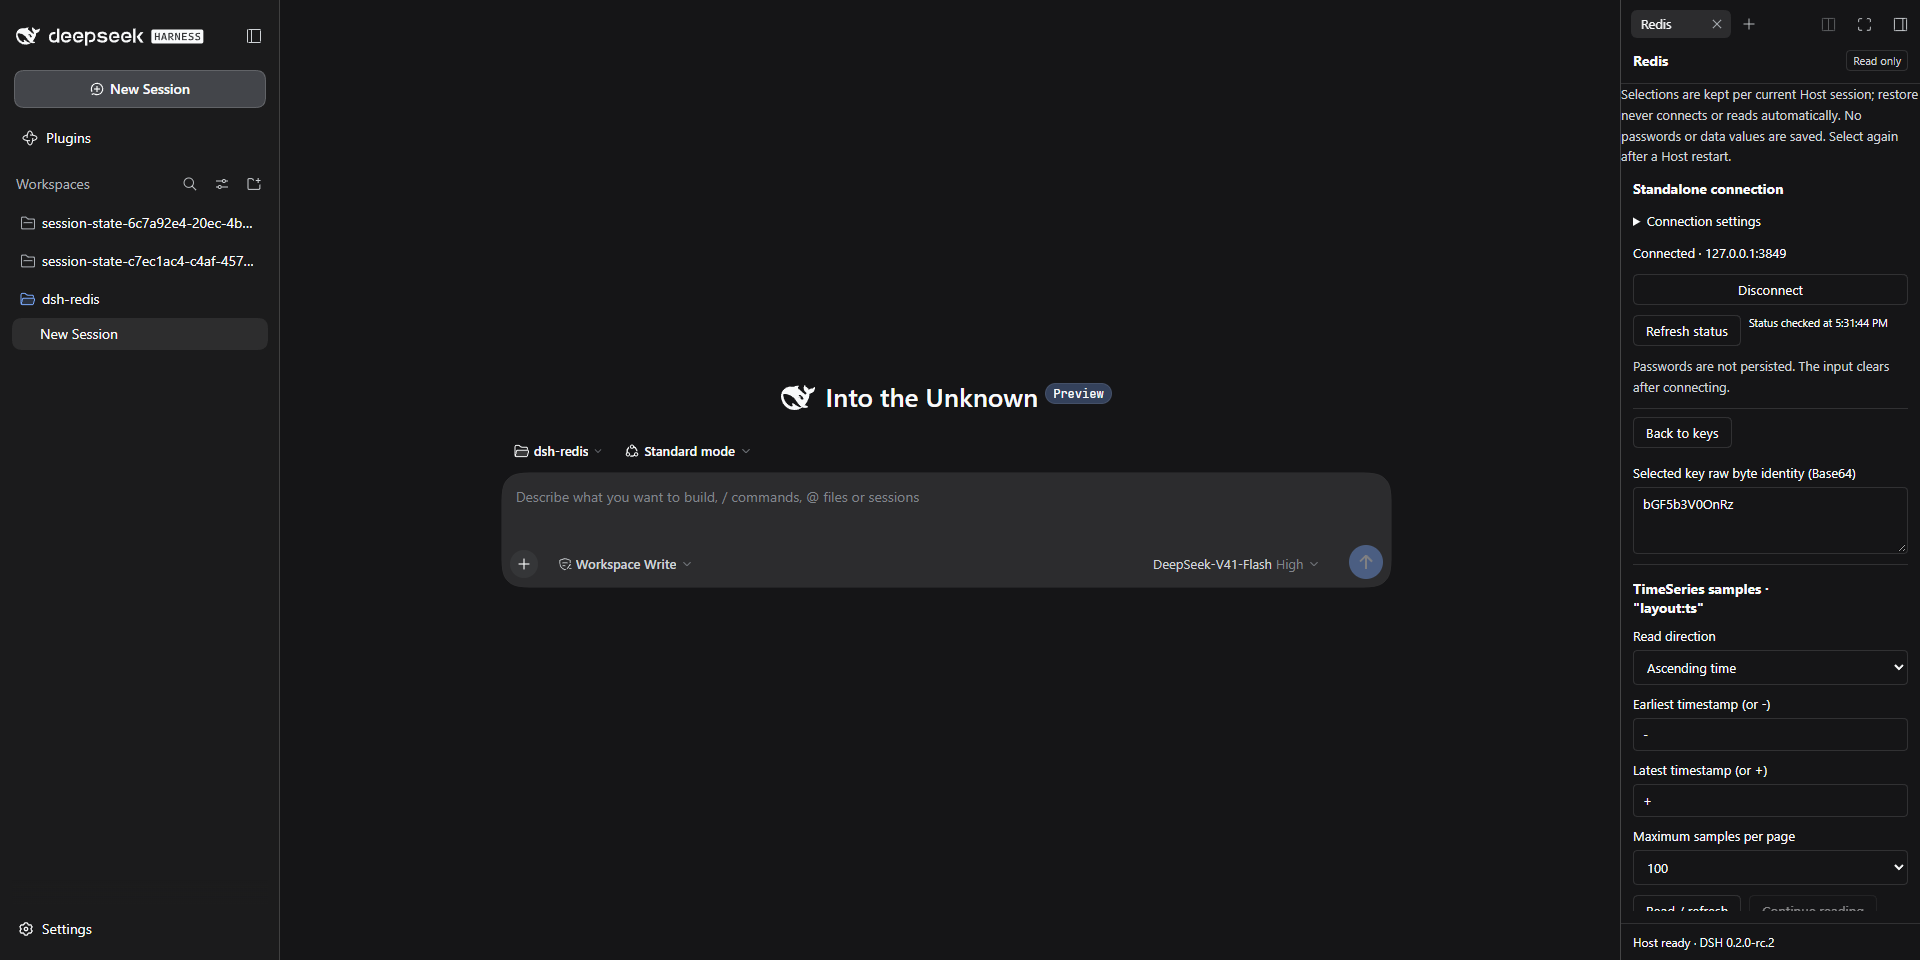 deepseek HARNESS
New Session
Plugins
Workspaces
session-state-6c7a92e4-20ec-4b...
session-state-c7ec1ac4-c4af-457...
dsh-redis
New Session
Settings
Into the Unknown Preview
dsh-redis Standard mode
Describe what you want to build, / commands, @ files or sessions
Workspace Write
DeepSeek-V41-Flash High
Redis
Redis
Read only
Selections are kept per current Host session; restore
never connects or reads automatically. No
passwords or data values are saved. Select again
after a Host restart.
Standalone connection
Connection settings
Connected · 127.0.0.1:3849
Disconnect
Refresh status
Status checked at 5:31:44 PM
Passwords are not persisted. The input clears
after connecting.
Back to keys
Selected key raw byte identity (Base64)
bGF5b3V0OnRz
TimeSeries samples ·
"layout:ts"
Read direction
Ascending time
Earliest timestamp (or -)
-
Latest timestamp (or +)
+
Maximum samples per page
100
Read / refresh
Continue reading
Host ready · DSH 0.2.0-rc.2